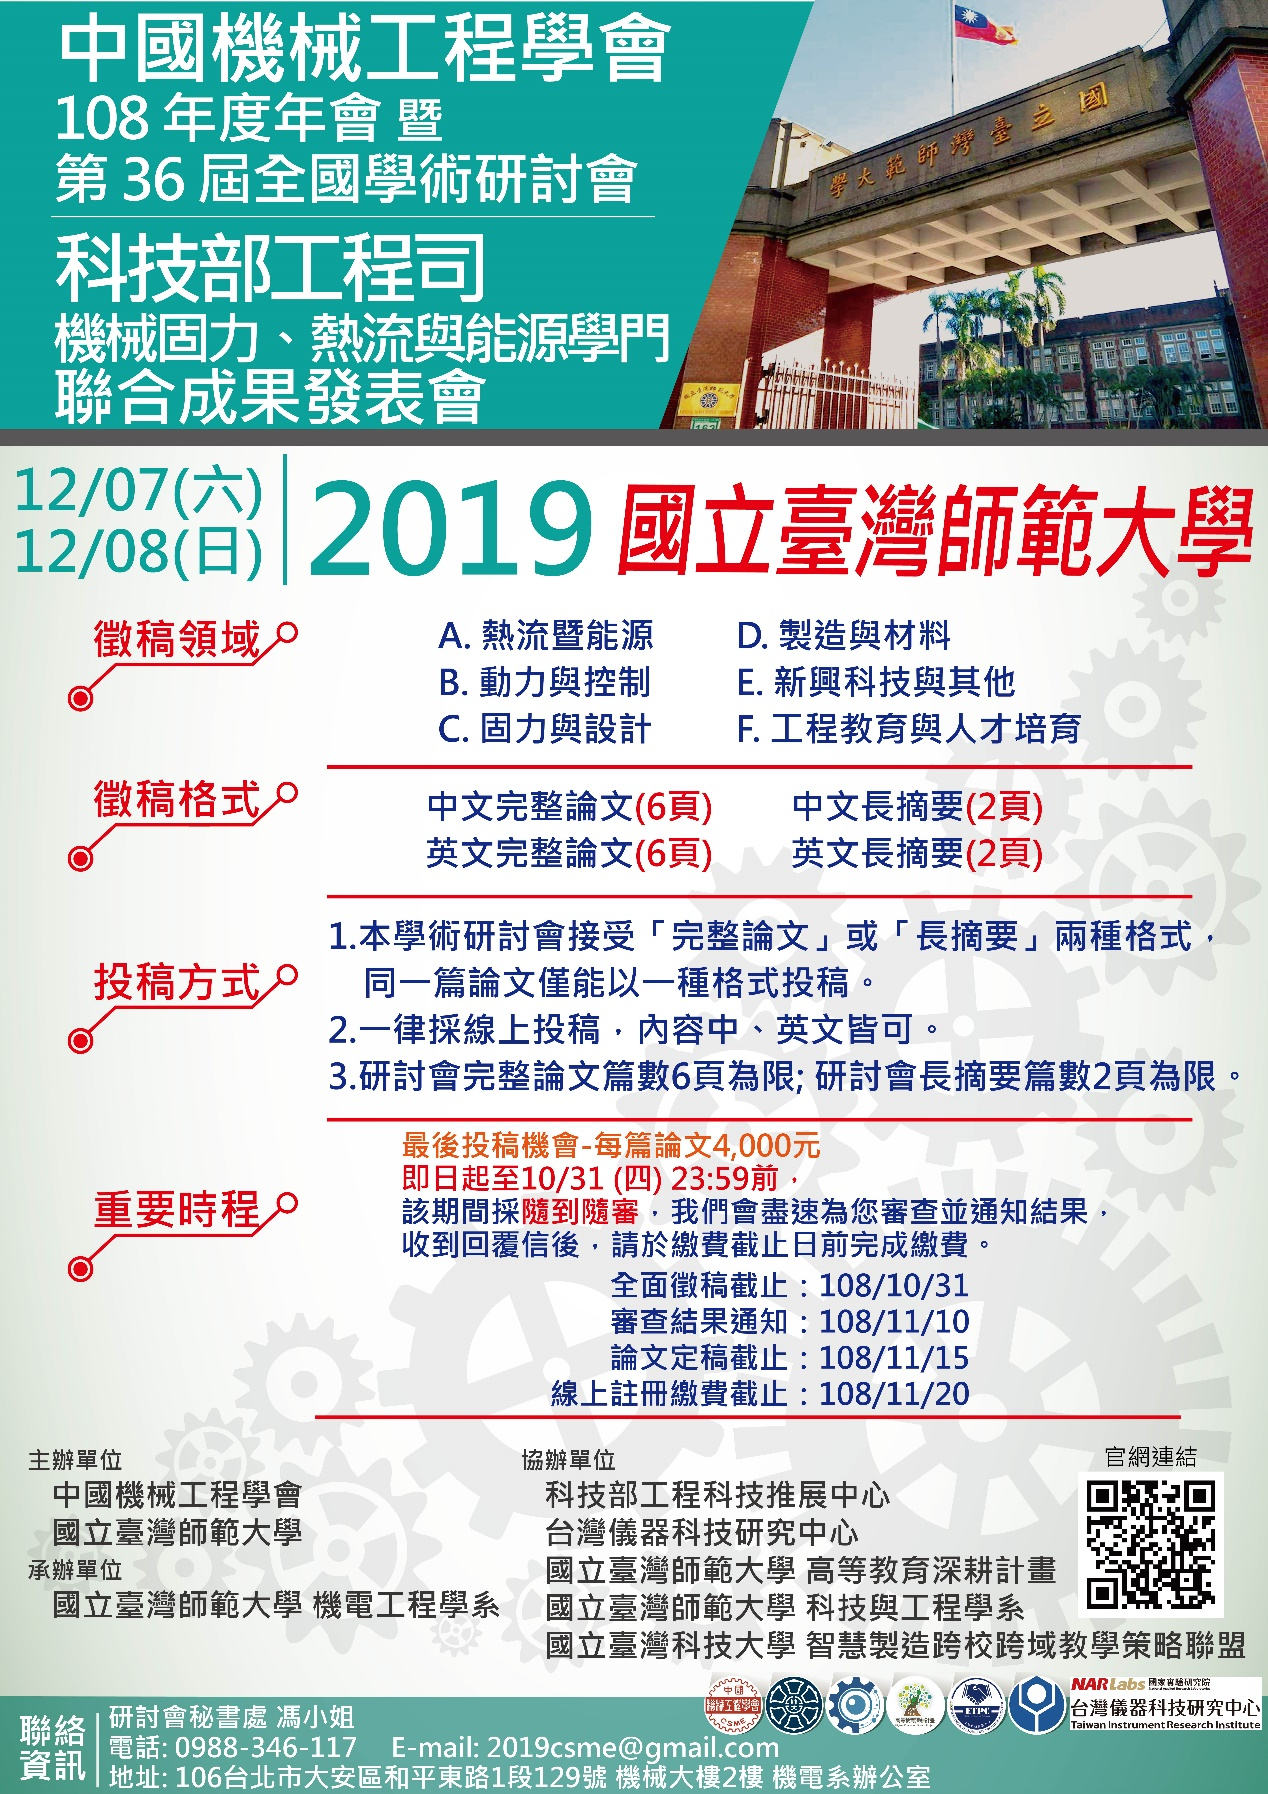 中國機械工程學會
108 年度年會 暨
第 36 屆全國學術研討會
科技部工程司
機械固力、熱流與能源學門
聯合成果發表會
國立臺灣師範大學
12/07(六)
12/08(日)
2019 國立臺灣師範大學
徵稿領域
A. 熱流暨能源
B. 動力與控制
C. 固力與設計
D. 製造與材料
E. 新興科技與其他
F. 工程教育與人才培育
徵稿格式
中文完整論文(6頁)
中文長摘要(2頁)
英文完整論文(6頁)
英文長摘要(2頁)
投稿方式
1.本學術研討會接受「完整論文」或「長摘要」兩種格式，
同一篇論文僅能以一種格式投稿。
2.一律採線上投稿，內容中、英文皆可。
3.研討會完整論文篇數6頁為限; 研討會長摘要篇數2頁為限。
重要時程
最後投稿機會-每篇論文4,000元
即日起至10/31 (四) 23:59前，
該期間採隨到隨審，我們會盡速為您審查並通知結果，
收到回覆信後，請於繳費截止日前完成繳費。
全面徵稿截止：108/10/31
審查結果通知：108/11/10
論文定稿截止：108/11/15
線上註冊繳費截止：108/11/20
主辦單位
中國機械工程學會
國立臺灣師範大學
承辦單位
國立臺灣師範大學 機電工程學系
協辦單位
科技部工程科技推展中心
台灣儀器科技研究中心
國立臺灣師範大學 高等教育深耕計畫
國立臺灣師範大學 科技與工程學系
國立臺灣科技大學 智慧製造跨校跨域教學策略聯盟
官網連結
中國
機械工程學會
CSME
ETPC
NARLabs 國家實驗研究院
台灣儀器科技研究中心
Taiwan Instrument Research Institute
聯絡資訊
研討會秘書處 馮小姐
電話: 0988-346-117 E-mail: 2019csme@gmail.com
地址: 106台北市大安區和平東路1段129號 機械大樓2樓 機電系辦公室